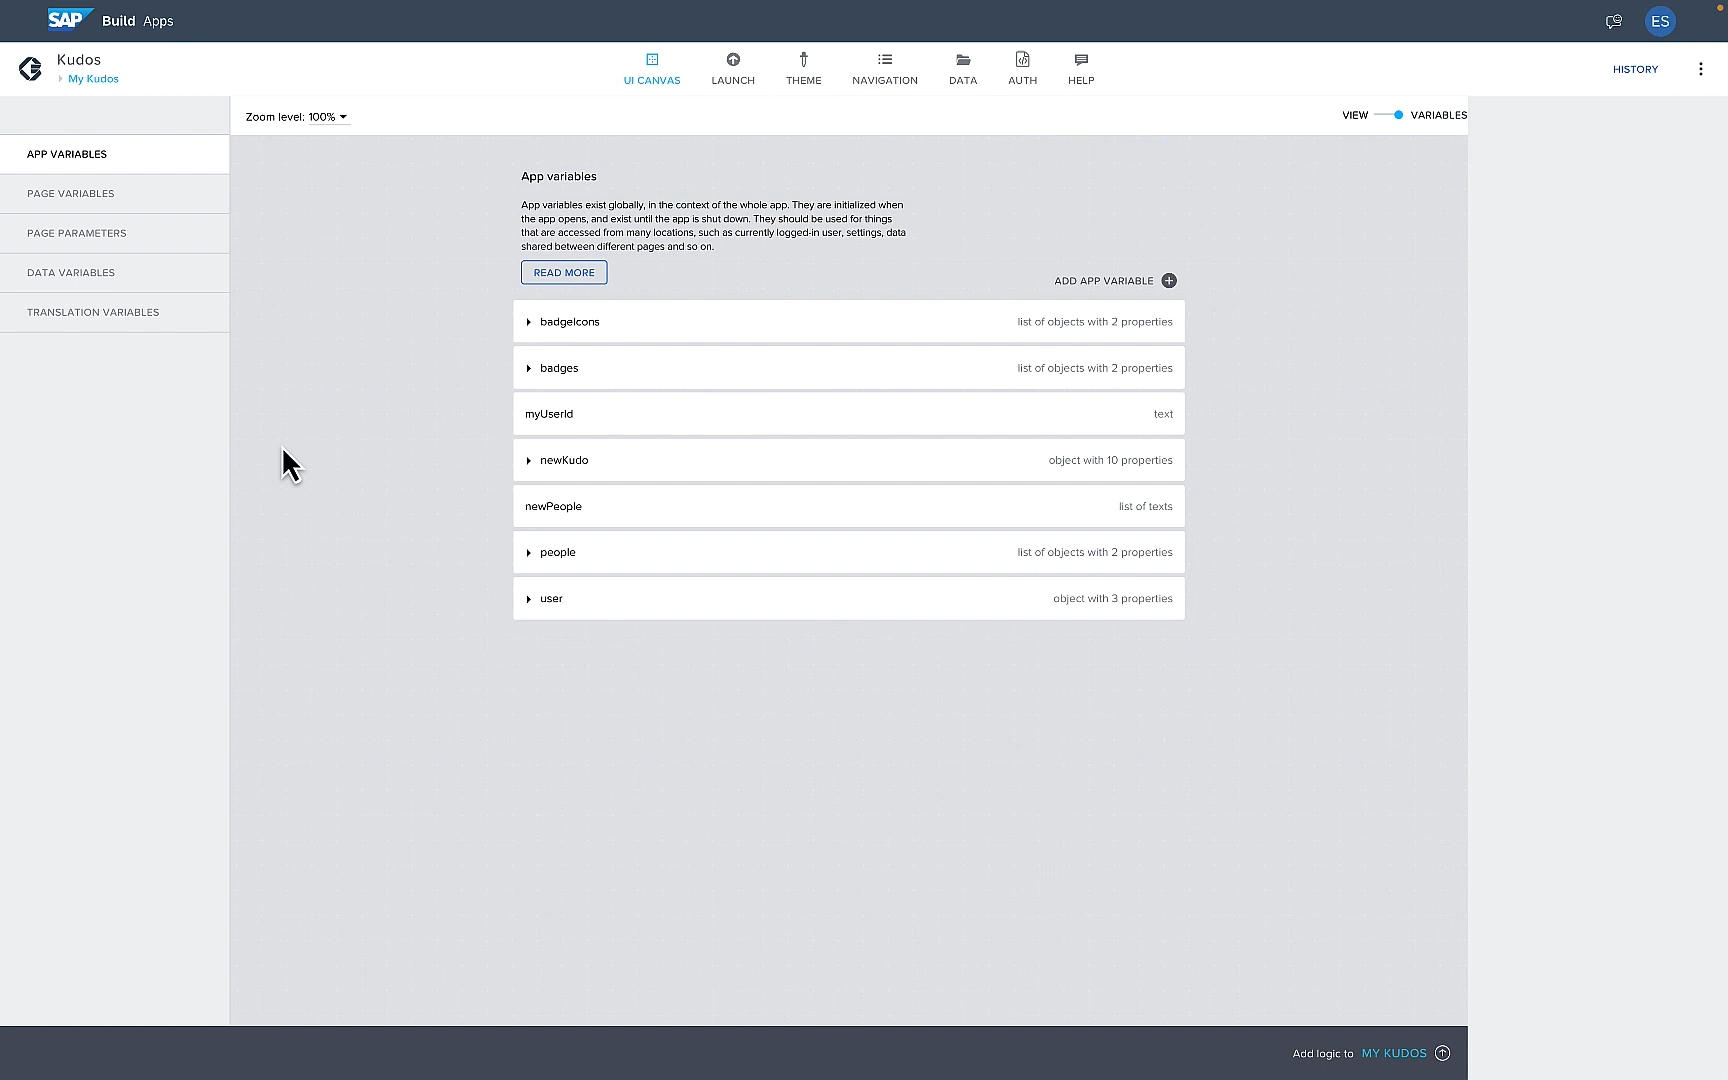 SAP Build Apps
ES
Kudos
My Kudos
UI CANVAS
LAUNCH
THEME
NAVIGATION
DATA
AUTH
HELP
HISTORY
Zoom level: 100%
VIEW
VARIABLES
APP VARIABLES
PAGE VARIABLES
PAGE PARAMETERS
DATA VARIABLES
TRANSLATION VARIABLES
App variables
App variables exist globally, in the context of the whole app. They are initialized when
the app opens, and exist until the app is shut down. They should be used for things
that are accessed from many locations, such as currently logged-in user, settings, data
shared between different pages and so on.
READ MORE
ADD APP VARIABLE
badgeIcons list of objects with 2 properties
badges list of objects with 2 properties
myUserId text
newKudo object with 10 properties
newPeople list of texts
people list of objects with 2 properties
user object with 3 properties
Add logic to MY KUDOS